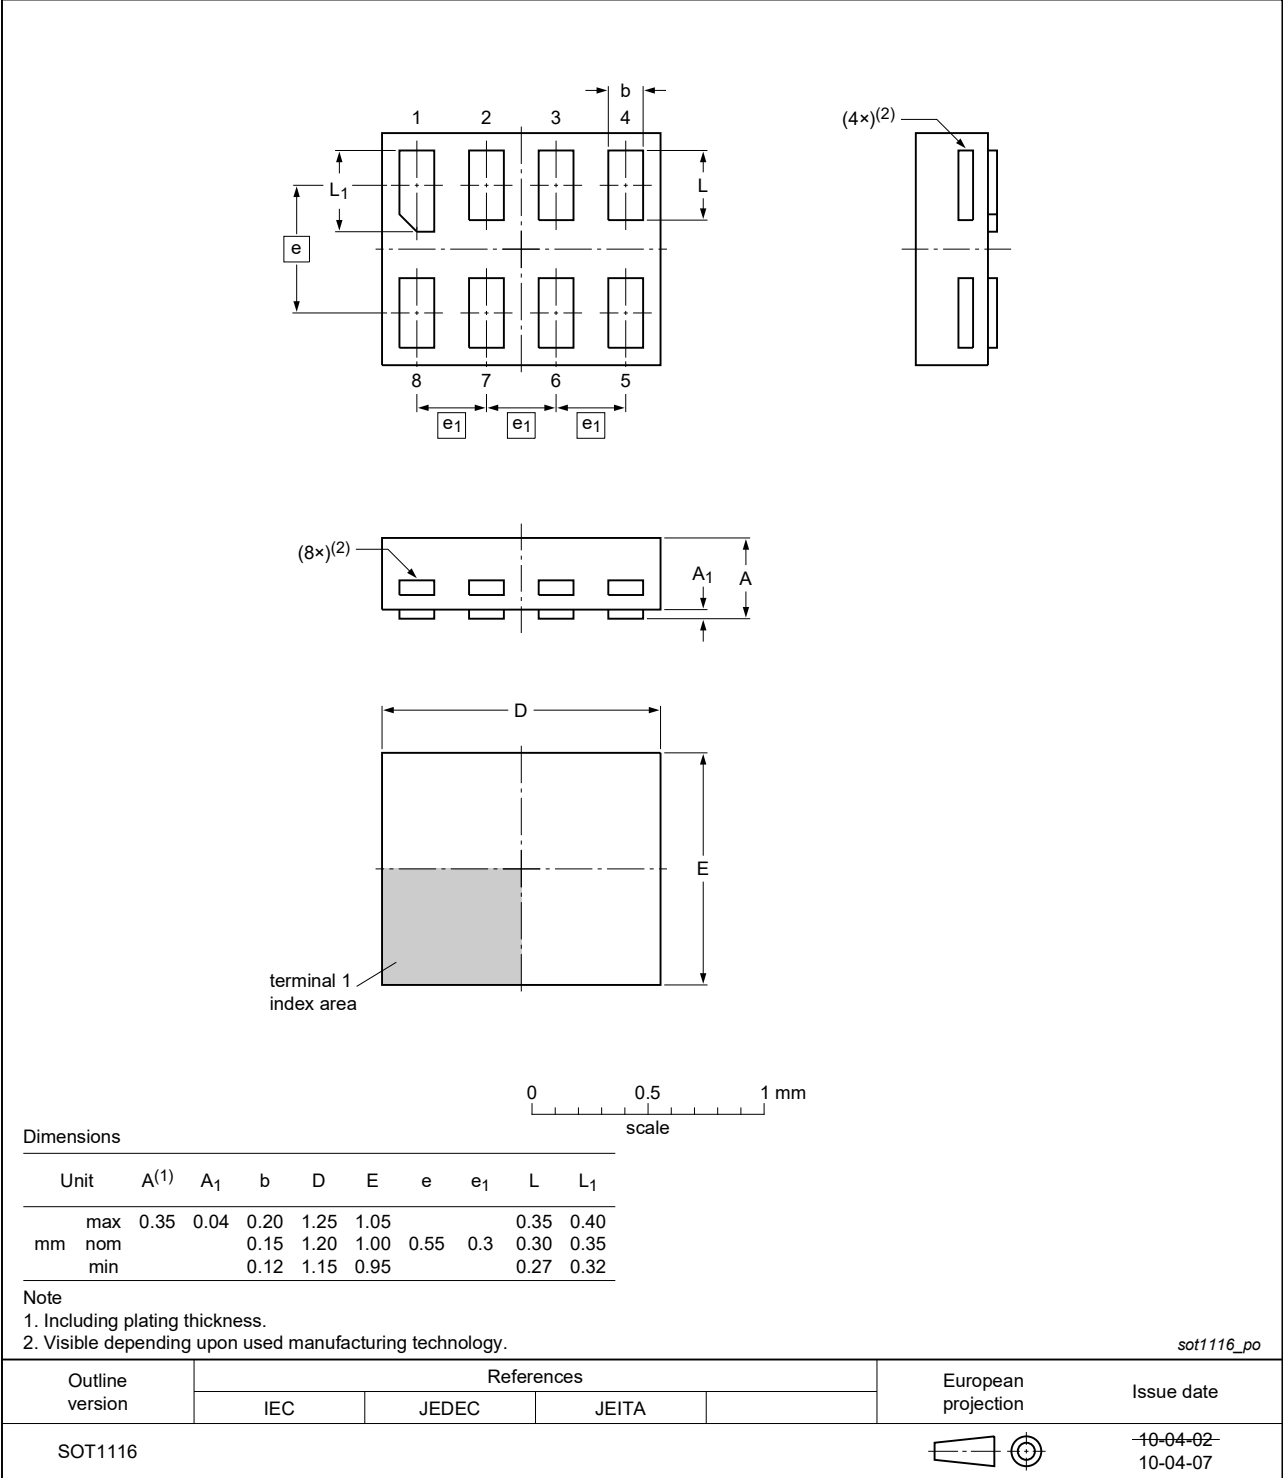 b
1 2 3 4
(4×)(2)
L1
L
e
8 7 6 5
e1 e1 e1
(8×)(2)
A1 A
D
E
terminal 1
index area
0 0.5 1 mm
scale
Dimensions
Unit A(1) A1 b D E e e1 L L1
max 0.35 0.04 0.20 1.25 1.05 0.35 0.40
mm nom 0.15 1.20 1.00 0.55 0.3 0.30 0.35
min 0.12 1.15 0.95 0.27 0.32
Note
1. Including plating thickness.
2. Visible depending upon used manufacturing technology.
sot1116_po
Outline
version
References
IEC JEDEC JEITA
European
projection
Issue date
SOT1116
10-04-02
10-04-07